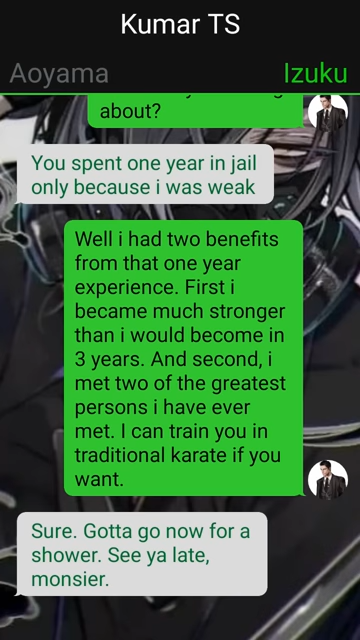 Kumar TS
Aoyama Izuku
about?
You spent one year in jail
only because i was weak
Well i had two benefits
from that one year
experience. First i
became much stronger
than i would become in
3 years. And second, i
met two of the greatest
persons i have ever
met. I can train you in
traditional karate if you
want.
Sure. Gotta go now for a
shower. See ya late,
monsier.